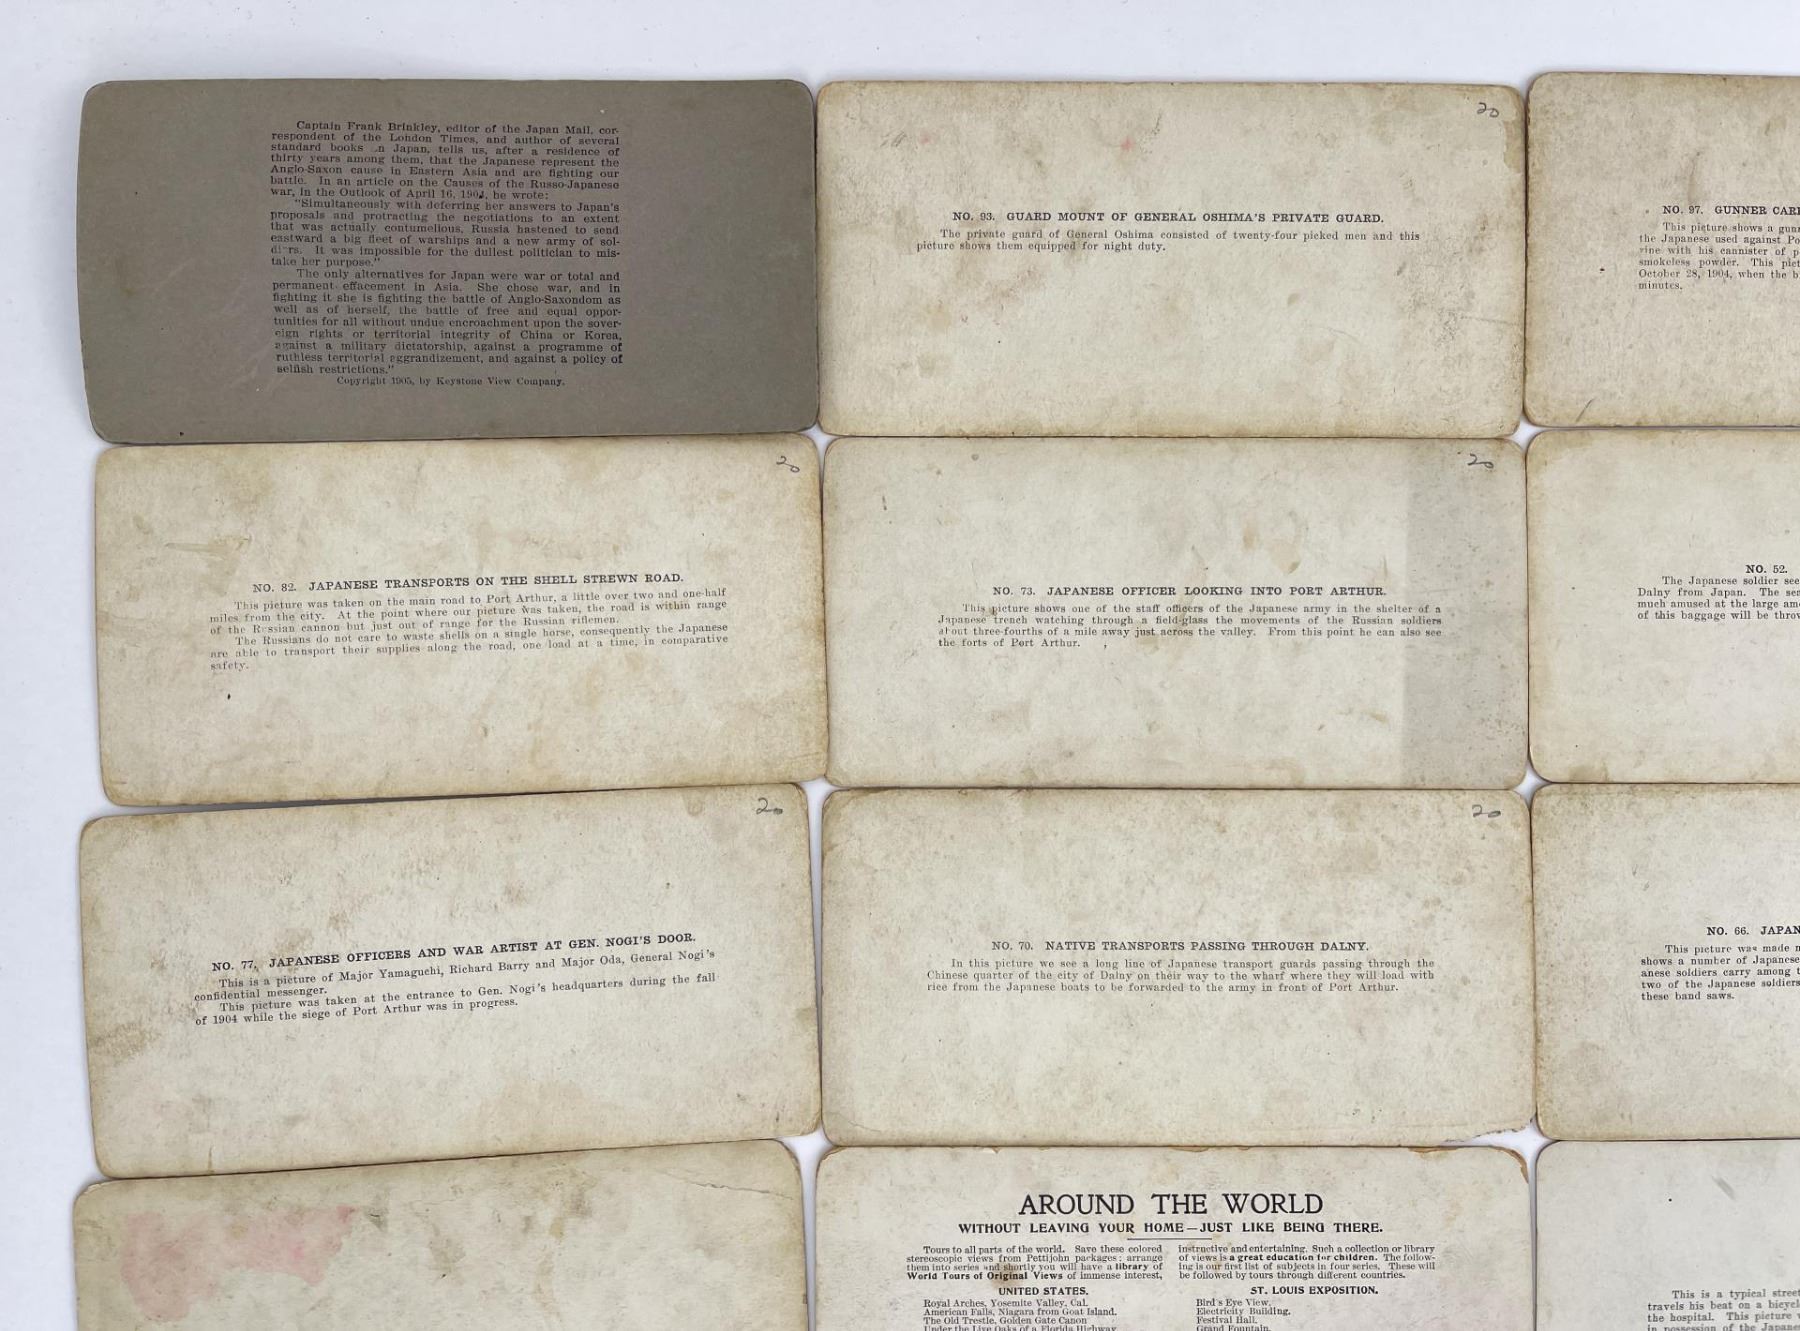 Captain Frank Brinkley, editor of the Japan Mail, cor-
respondent of the London Times, and author of several
standard books n Japan, tells us, after a residence of
thirty years among them, that the Japanese represent the
Anglo-Saxon cause in Eastern Asia and are fighting our
battle. In an article on the Causes of the Russo-Japanese
war, in the Outlook of April 16, 1904, he wrote:
"Simultaneously with deferring her answers to Japan's
proposals and protracting the negotiations to an extent
that was actually contumelious, Russia hastened to send
eastward a big fleet of warships and a new army of sol-
diers. It was impossible for the dullest politician to mis-
take her purpose."
The only alternatives for Japan were war or total and
permanent effacement in Asia. She chose war, and in
fighting it she is fighting the battle of Anglo-Saxondom as
well as of herself, the battle of free and equal oppor-
tunities for all without undue encroachment upon the sover-
eign rights or territorial integrity of China or Korea,
against a military dictatorship, against a programme of
ruthless territorial aggrandizement, and against a policy of
selfish restrictions."
Copyright 1905, by Keystone View Company.
20
NO. 93. GUARD MOUNT OF GENERAL OSHIMA'S PRIVATE GUARD.
The private guard of General Oshima consisted of twenty-four picked men and this
picture shows them equipped for night duty.
NO. 97. GUNNER
This picture shows a
the Japanese used against
with his cannister of
smokeless powder. This
October 28, 1904, when the
minutes.
20
NO. 82. JAPANESE TRANSPORTS ON THE SHELL STREWN ROAD.
This picture was taken on the main road to Port Arthur, a little over two and one-half
miles from the city. At the point where our picture was taken, the road is within range
of the Russian cannon but just out of range for the Russian riflemen.
The Russians do not care to waste shells on a single horse, consequently the Japanese
are able to transport their supplies along the road, one load at a time, in comparative
safety.
20
NO. 73. JAPANESE OFFICER LOOKING INTO PORT ARTHUR.
This picture shows one of the staff officers of the Japanese army in the shelter of a
Japanese trench watching through a field-glass the movements of the Russian soldiers
about three-fourths of a mile away just across the valley. From this point he can also see
the forts of Port Arthur.
NO. 52.
The Japanese soldier
Dalny from Japan. The
much amused at the large
of this baggage will be
20
NO. 77. JAPANESE OFFICERS AND WAR ARTIST AT GEN. NOGI'S DOOR.
This is a picture of Major Yamaguchi, Richard Barry and Major Oda, General Nogi's
confidential messenger.
This picture was taken at the entrance to Gen. Nogi's headquarters during the fall
of 1904 while the siege of Port Arthur was in progress.
20
NO. 70. NATIVE TRANSPORTS PASSING THROUGH DALNY.
In this picture we see a long line of Japanese transport guards passing through the
Chinese quarter of the city of Dalny on their way to the wharf where they will load with
rice from the Japanese boats to be forwarded to the army in front of Port Arthur.
NO. 66. JAPAN
This picture was made
shows a number of Japanese
anese soldiers carry among
two of the Japanese soldiers
these band saws.
AROUND THE WORLD
WITHOUT LEAVING YOUR HOME—JUST LIKE BEING THERE.
Tours to all parts of the world. Save these colored
stereoscopic views from Pettijohn packages; arrange
them into series and shortly you will have a library of
World Tours of Original Views of immense interest,
instructive and entertaining. Such a collection or library
of views is a great education for children. The follow-
ing is our first list of subjects in four series. These will
be followed by tours through different countries.
UNITED STATES.
Royal Arches, Yosemite Valley, Cal.
American Falls, Niagara from Goat Island.
The Old Trestle, Golden Gate Canon
Under the Live Oaks of a Florida Highway
ST. LOUIS EXPOSITION.
Bird's Eye View.
Electricity Building.
Festival Hall.
Grand Fountain.
This is a typical street
travels his beat on a
the hospital. This picture
in possession of the